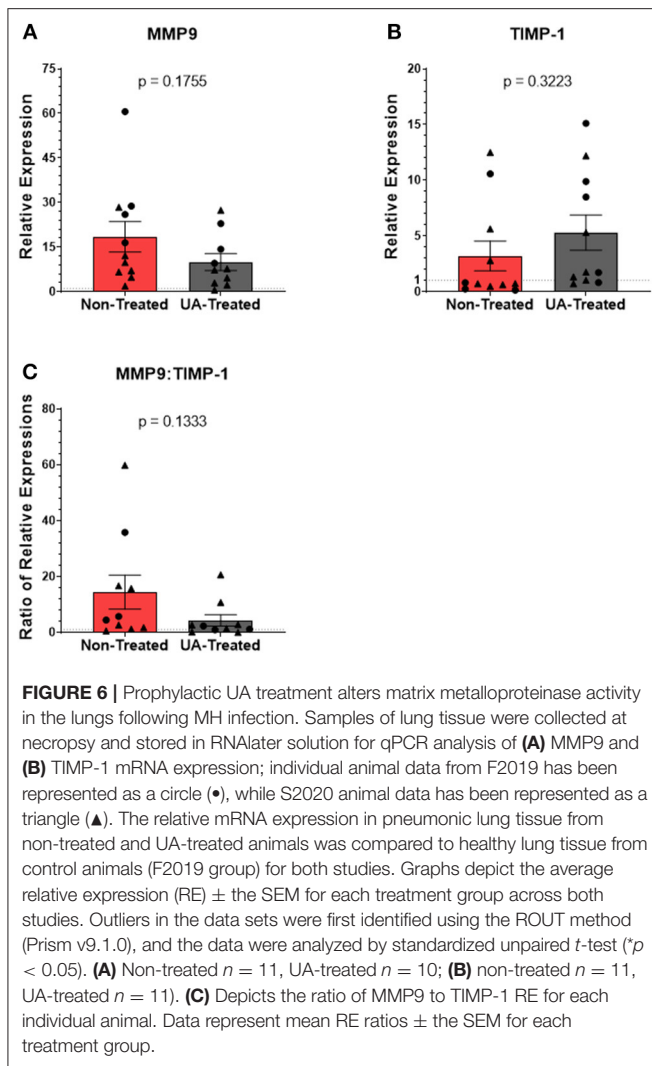 A
MMP9
Relative Expression
75
60
45
30
15
0
p = 0.1755
Non-Treated UA-Treated
B
TIMP-1
Relative Expression
20
15
10
5
1
0
p = 0.3223
Non-Treated UA-Treated
C
MMP9:TIMP-1
Ratio of Relative Expressions
80
60
40
20
0
p = 0.1333
Non-Treated UA-Treated
FIGURE 6 | Prophylactic UA treatment alters matrix metalloproteinase activity
in the lungs following MH infection. Samples of lung tissue were collected at
necropsy and stored in RNAlater solution for qPCR analysis of (A) MMP9 and
(B) TIMP-1 mRNA expression; individual animal data from F2019 has been
represented as a circle (●), while S2020 animal data has been represented as a
triangle (▲). The relative mRNA expression in pneumonic lung tissue from
non-treated and UA-treated animals was compared to healthy lung tissue from
control animals (F2019 group) for both studies. Graphs depict the average
relative expression (RE) ± the SEM for each treatment group across both
studies. Outliers in the data sets were first identified using the ROUT method
(Prism v9.1.0), and the data were analyzed by standardized unpaired t-test (*p
< 0.05). (A) Non-treated n = 11, UA-treated n = 10; (B) non-treated n = 11,
UA-treated n = 11). (C) Depicts the ratio of MMP9 to TIMP-1 RE for each
individual animal. Data represent mean RE ratios ± the SEM for each
treatment group.